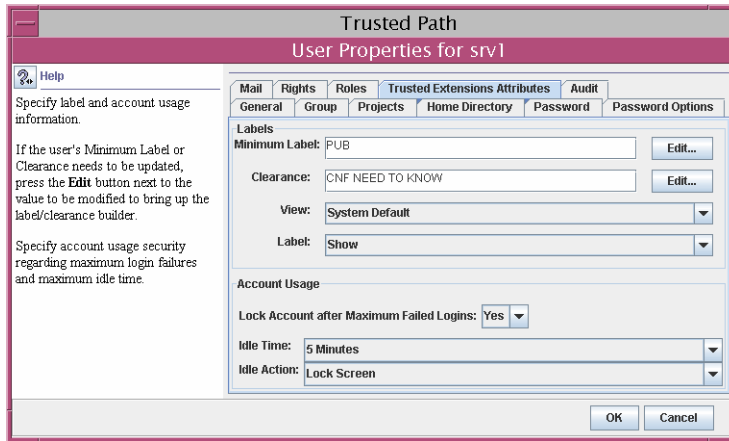 Trusted Path
User Properties for srv1
Help
Specify label and account usage
information.
If the user's Minimum Label or
Clearance needs to be updated,
press the Edit button next to the
value to be modified to bring up the
label/clearance builder.
Specify account usage security
regarding maximum login failures
and maximum idle time.
Mail Rights Roles Trusted Extensions Attributes Audit
General Group Projects Home Directory Password Password Options
Labels
Minimum Label: PUB Edit...
Clearance: CNF NEED TO KNOW Edit...
View: System Default
Label: Show
Account Usage
Lock Account after Maximum Failed Logins: Yes
Idle Time: 5 Minutes
Idle Action: Lock Screen
OK Cancel